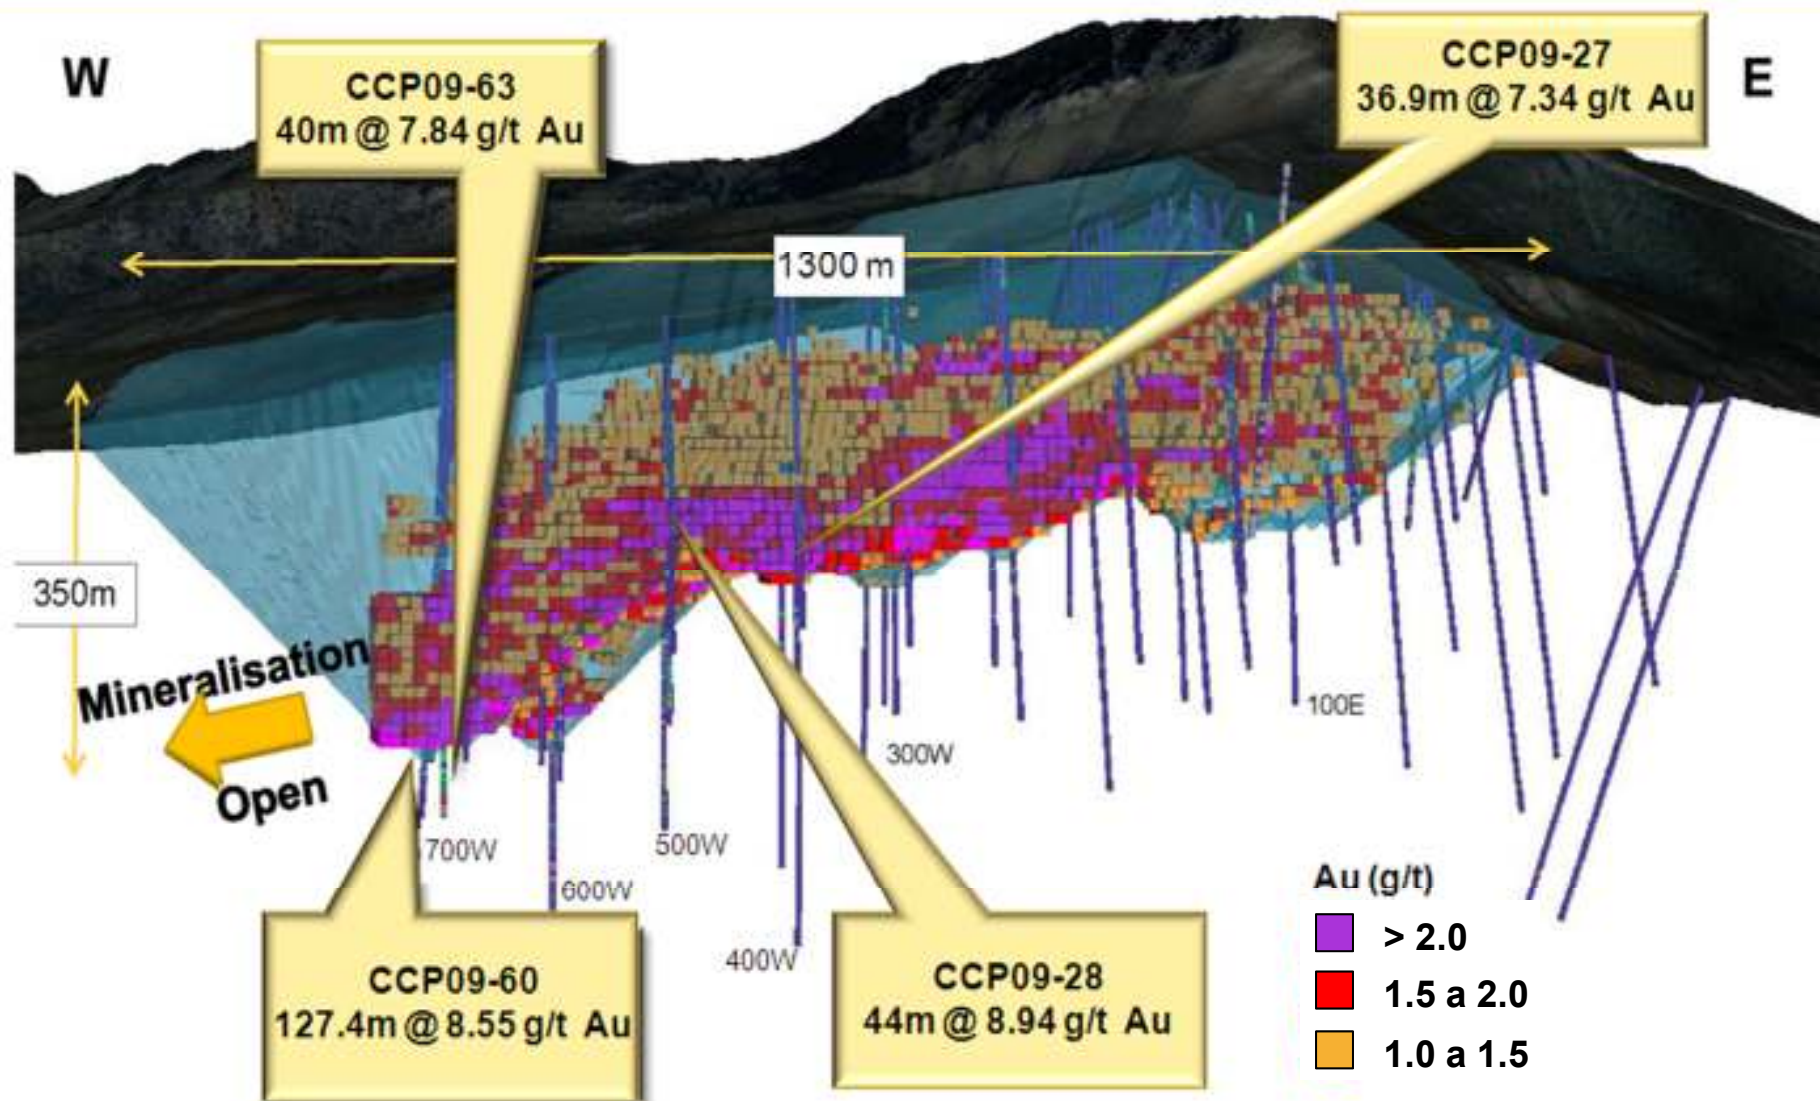 W
CCP09-63
40m @ 7.84 g/t Au
CCP09-27
36.9m @ 7.34 g/t Au
E
1300 m
350m
Mineralisation
Open
100E
300W
700W
500W
600W
400W
CCP09-60
127.4m @ 8.55 g/t Au
CCP09-28
44m @ 8.94 g/t Au
Au (g/t)
> 2.0
1.5 a 2.0
1.0 a 1.5